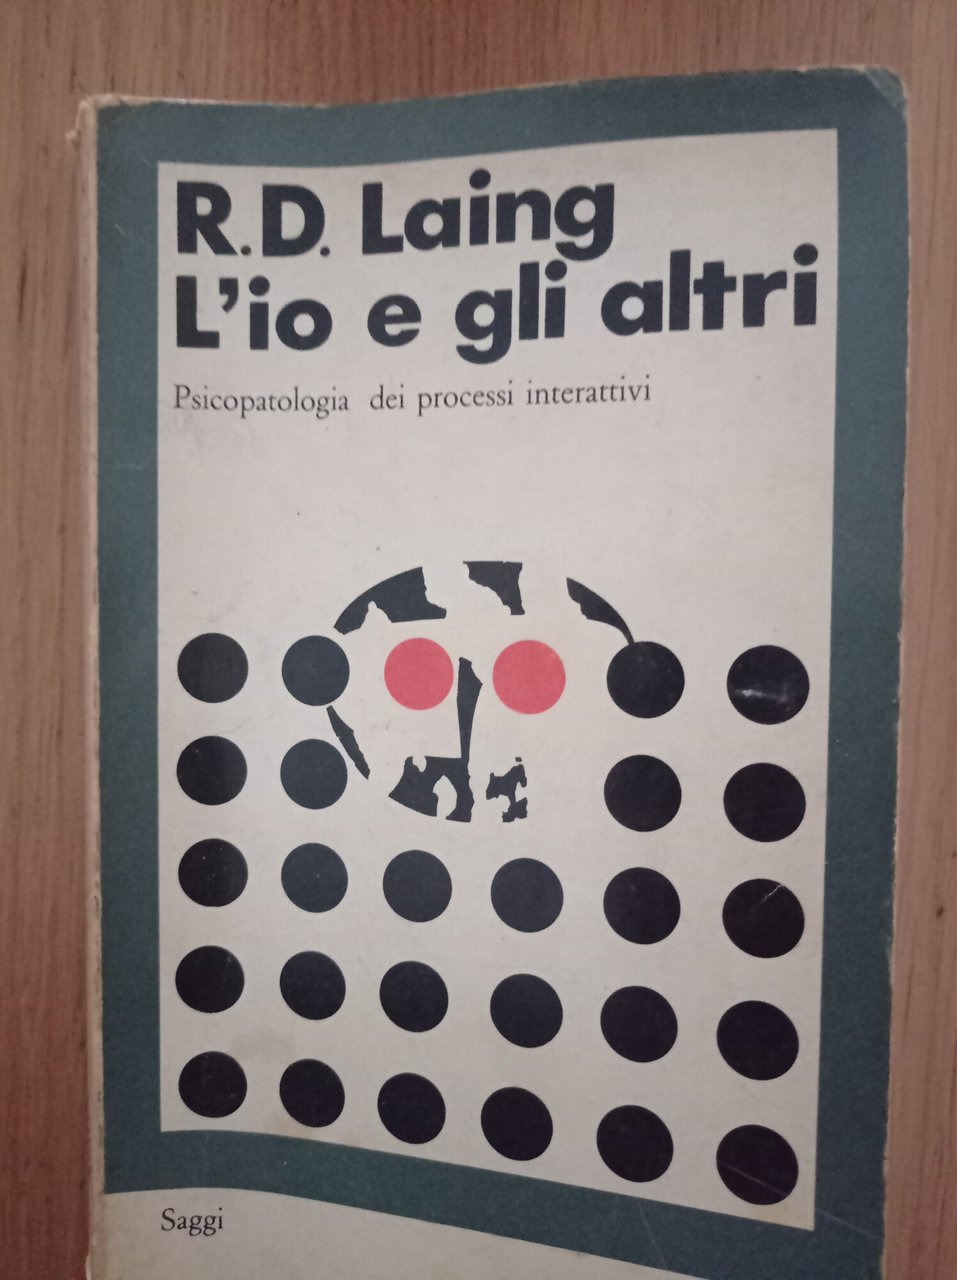 R.D. Laing
L'io e gli altri
Psicopatologia dei processi interattivi
Saggi